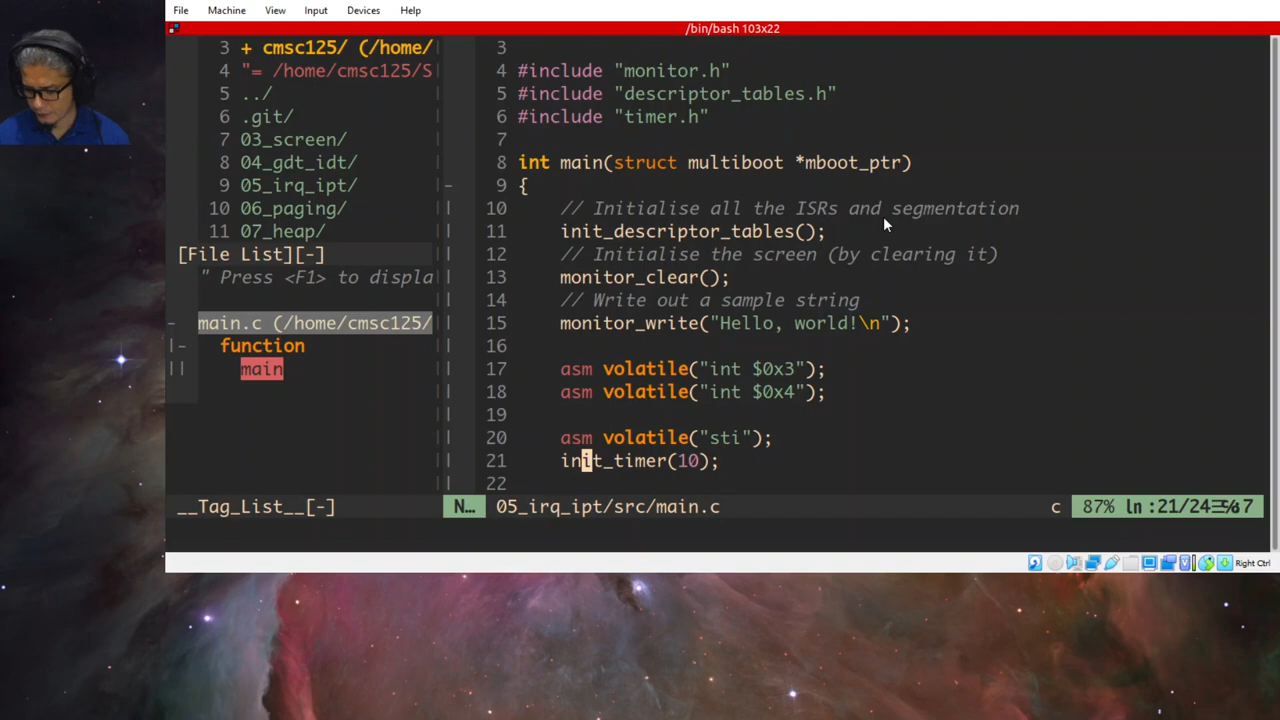 File Machine View Input Devices Help
/bin/bash 103x22
3 + cmsc125/ (/home/
4 "= /home/cmsc125/S
5 ../
6 .git/
7 03_screen/
8 04_gdt_idt/
9 05_irq_ipt/
10 06_paging/
11 07_heap/
[File List][-]
" Press <F1> to displa
- main.c (/home/cmsc125/
|- function
|| main
__Tag_List__[-]
3
4 #include "monitor.h"
5 #include "descriptor_tables.h"
6 #include "timer.h"
7
8 int main(struct multiboot *mboot_ptr)
- 9 {
| 10 // Initialise all the ISRs and segmentation
| 11 init_descriptor_tables();
| 12 // Initialise the screen (by clearing it)
| 13 monitor_clear();
| 14 // Write out a sample string
| 15 monitor_write("Hello, world!\n");
| 16
| 17 asm volatile("int $0x3");
| 18 asm volatile("int $0x4");
| 19
| 20 asm volatile("sti");
| 21 init_timer(10);
| 22
N… 05_irq_ipt/src/main.c c 87% ln :21/24
Right Ctrl